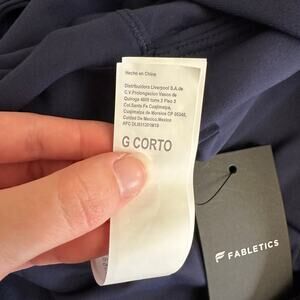 Hecho en China
Distribuidora Liverpool S.A.de
C.V.Prolongacion Vasco de
Quiroga 4800 torre 2 Piso 3
Col.Santa Fe Cuajimalpa,
Cuajimalpa de Morelos CP 05348,
Ciudad De Mexico,Mexico
G CORTO
FABLETICS